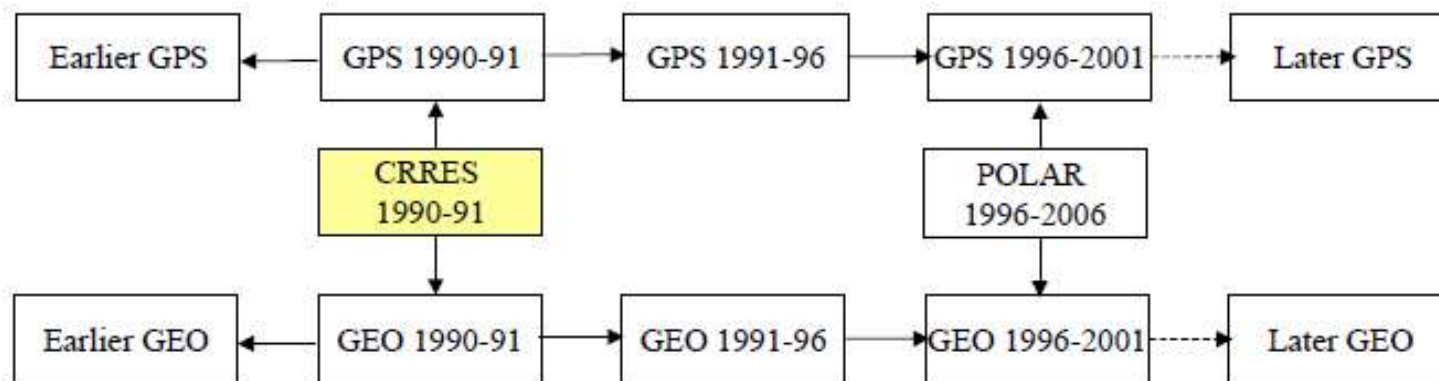 Earlier GPS
GPS 1990-91
GPS 1991-96
GPS 1996-2001
Later GPS
CRRES
1990-91
POLAR
1996-2006
Earlier GEO
GEO 1990-91
GEO 1991-96
GEO 1996-2001
Later GEO